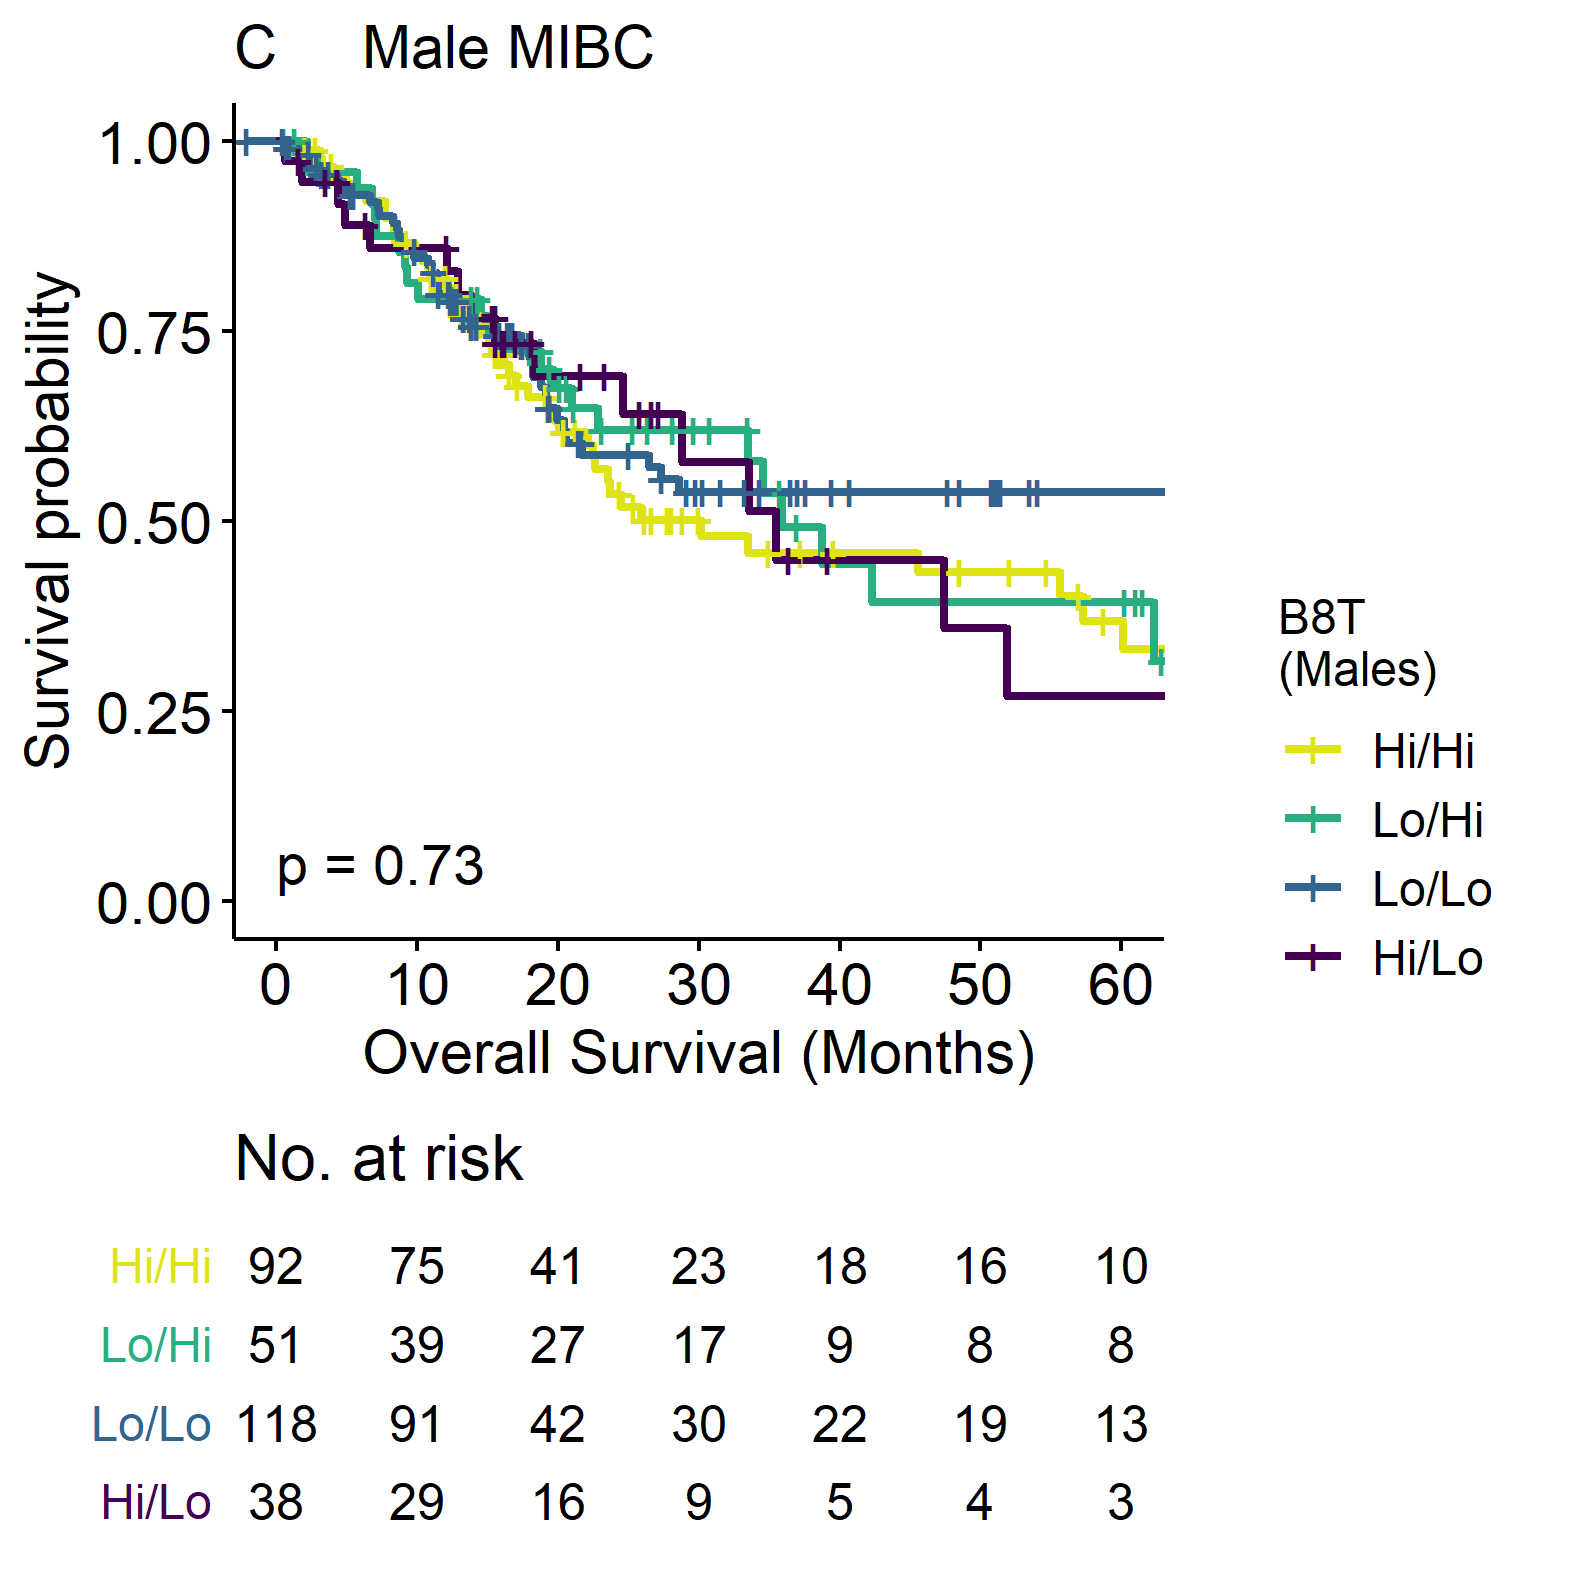 C Male MIBC
Survival probability
1.00
0.75
0.50
0.25
0.00
p = 0.73
0 10 20 30 40 50 60
Overall Survival (Months)
B8T
(Males)
Hi/Hi
Lo/Hi
Lo/Lo
Hi/Lo
No. at risk
Hi/Hi 92 75 41 23 18 16 10
Lo/Hi 51 39 27 17 9 8 8
Lo/Lo 118 91 42 30 22 19 13
Hi/Lo 38 29 16 9 5 4 3